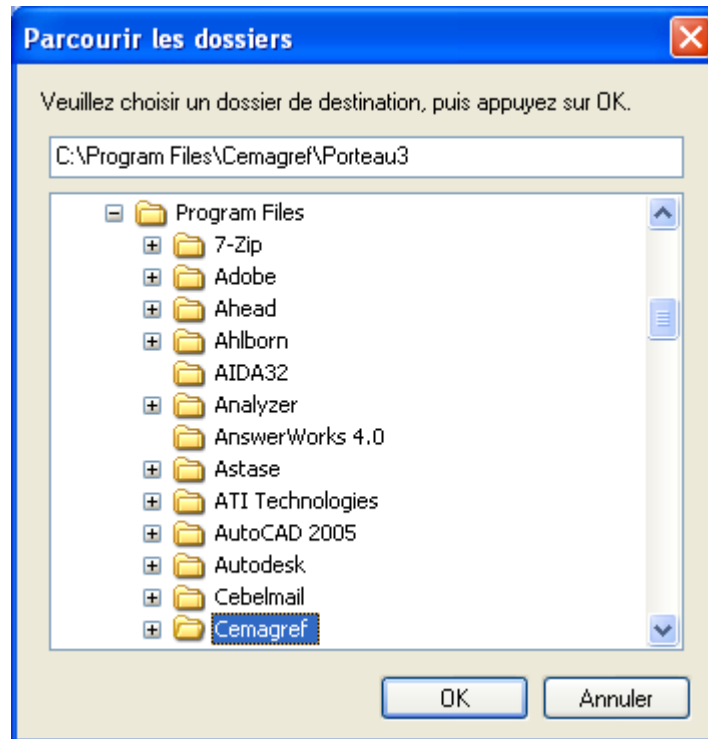 Parcourir les dossiers
Veuillez choisir un dossier de destination, puis appuyez sur OK.
C:\Program Files\Cemagref\Porteau3
Program Files
7-Zip
Adobe
Ahead
Ahlborn
AIDA32
Analyzer
AnswerWorks 4.0
Astase
ATI Technologies
AutoCAD 2005
Autodesk
Cebelmail
Cemagref
OK Annuler